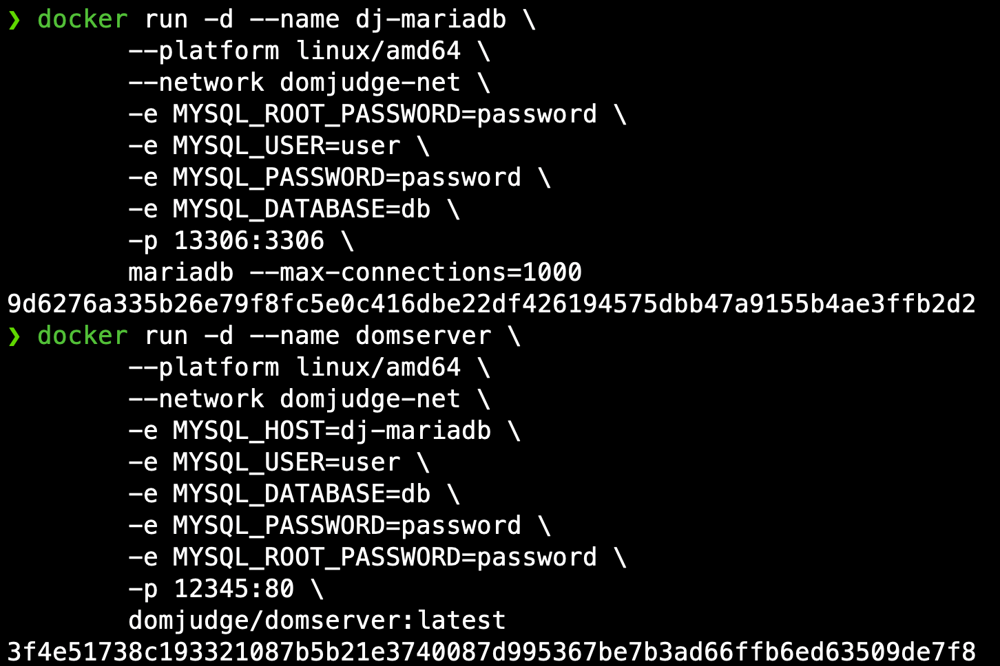 ❯ docker run -d --name dj-mariadb \
--platform linux/amd64 \
--network domjudge-net \
-e MYSQL_ROOT_PASSWORD=password \
-e MYSQL_USER=user \
-e MYSQL_PASSWORD=password \
-e MYSQL_DATABASE=db \
-p 13306:3306 \
mariadb --max-connections=1000
9d6276a335b26e79f8fc5e0c416dbe22df426194575dbb47a9155b4ae3ffb2d2
❯ docker run -d --name domserver \
--platform linux/amd64 \
--network domjudge-net \
-e MYSQL_HOST=dj-mariadb \
-e MYSQL_USER=user \
-e MYSQL_DATABASE=db \
-e MYSQL_PASSWORD=password \
-e MYSQL_ROOT_PASSWORD=password \
-p 12345:80 \
domjudge/domserver:latest
3f4e51738c193321087b5b21e3740087d995367be7b3ad66ffb6ed63509de7f8